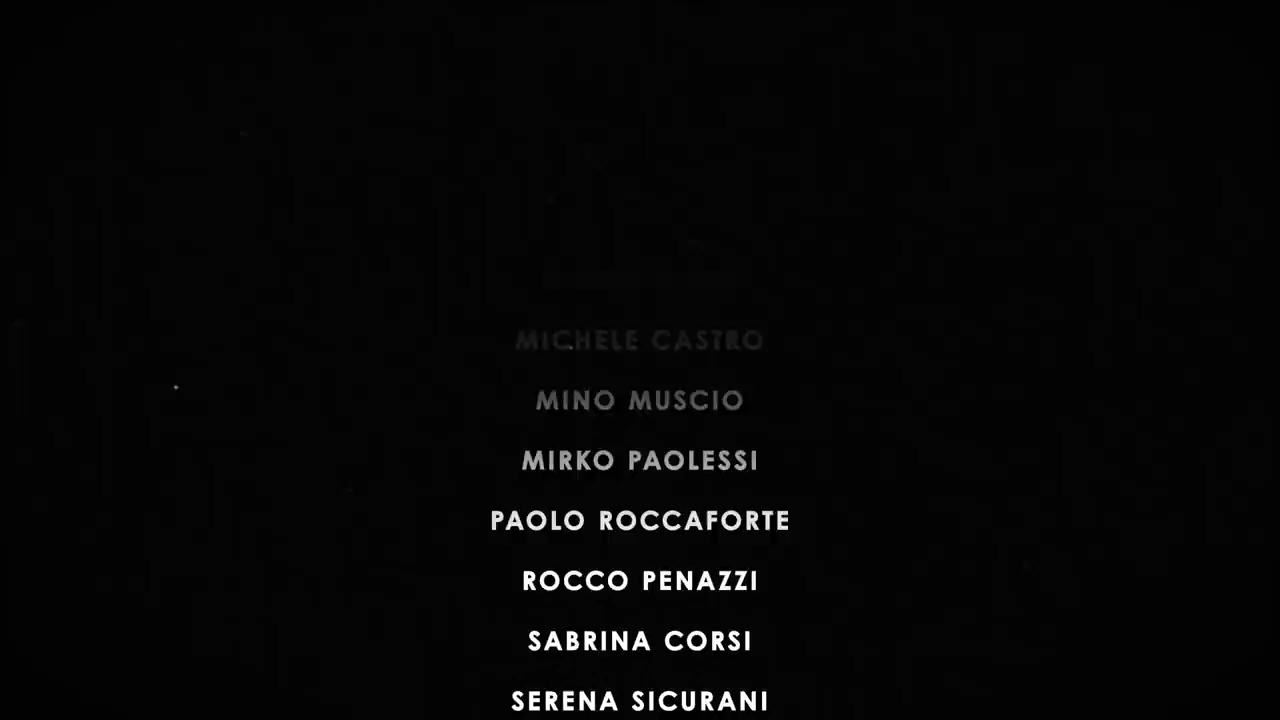 MICHELE CASTRO
MINO MUSCIO
MIRKO PAOLESSI
PAOLO ROCCAFORTE
ROCCO PENAZZI
SABRINA CORSI
SERENA SICURANI